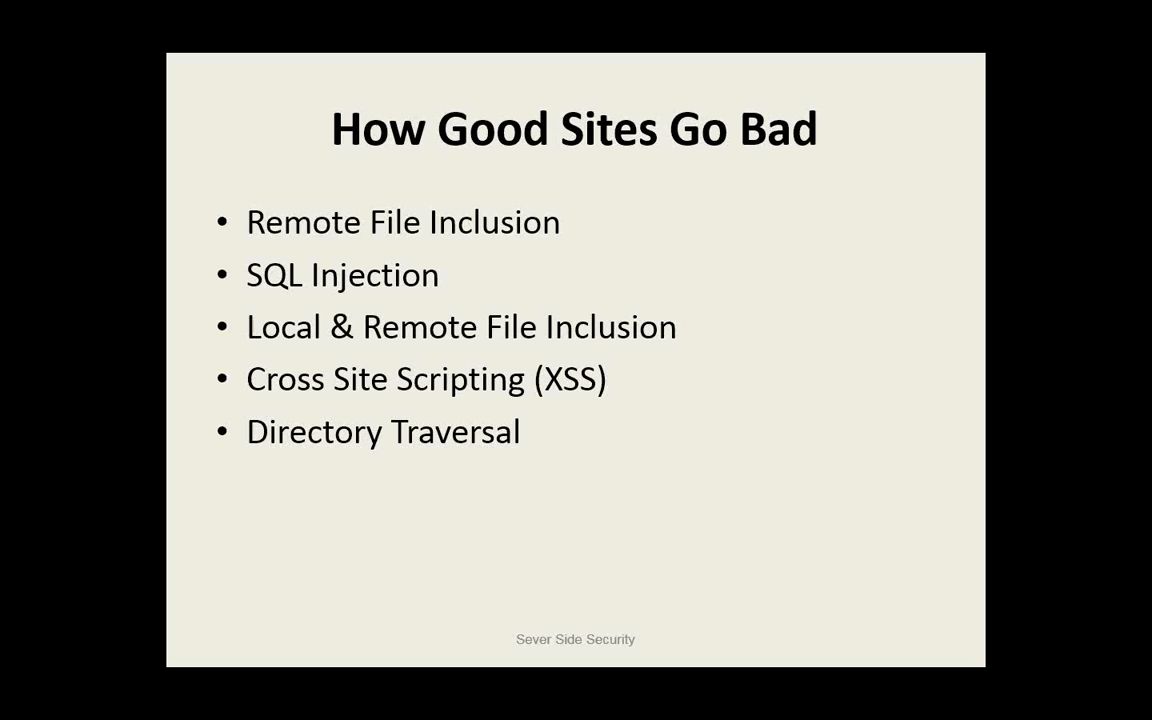 How Good Sites Go Bad
• Remote File Inclusion
• SQL Injection
• Local & Remote File Inclusion
• Cross Site Scripting (XSS)
• Directory Traversal
Sever Side Security